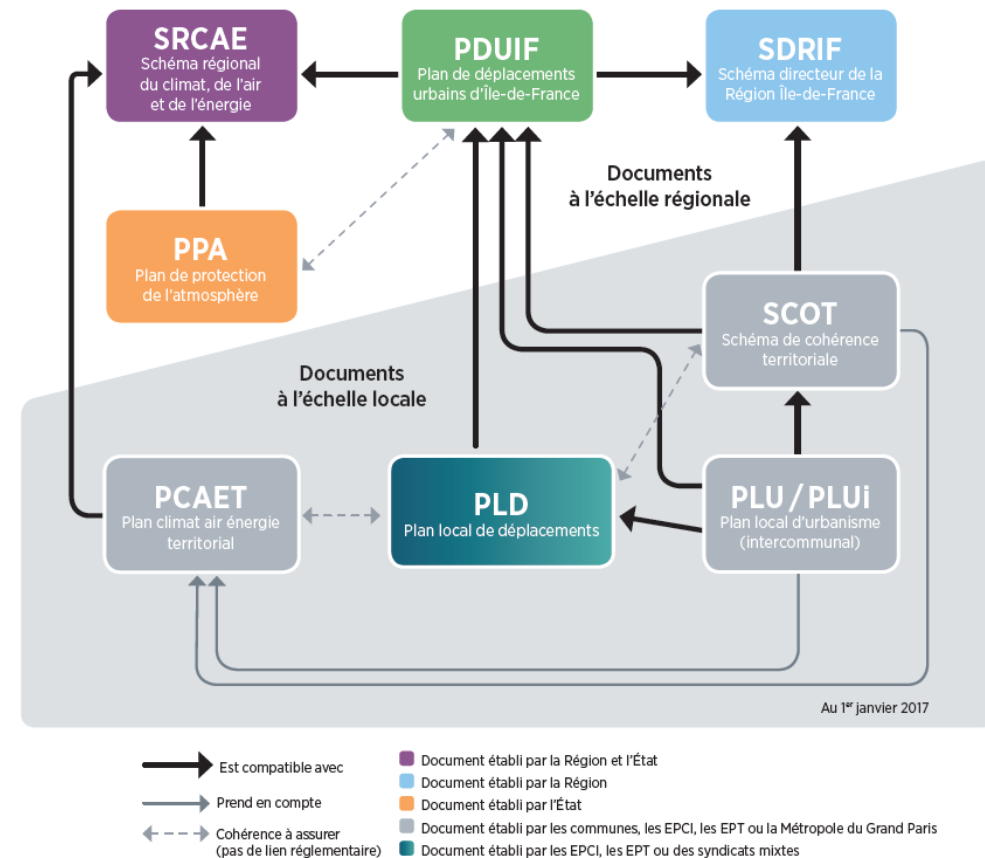 SRCAE
Schéma régional
du climat, de l'air
et de l'énergie
PDUIF
Plan de déplacements
urbains d'Île-de-France
SDRIF
Schéma directeur de la
Région Île-de-France
Documents
à l'échelle régionale
PPA
Plan de protection
de l'atmosphère
SCOT
Schéma de cohérence
territoriale
Documents
à l'échelle locale
PCAET
Plan climat air énergie
territorial
PLD
Plan local de déplacements
PLU / PLUi
Plan local d'urbanisme
(intercommunal)
Au 1er janvier 2017
Est compatible avec
Prend en compte
Cohérence à assurer
(pas de lien réglementaire)
Document établi par la Région et l'État
Document établi par la Région
Document établi par l'État
Document établi par les communes, les EPCI, les EPT ou la Métropole du Grand Paris
Document établi par les EPCI, les EPT ou des syndicats mixtes